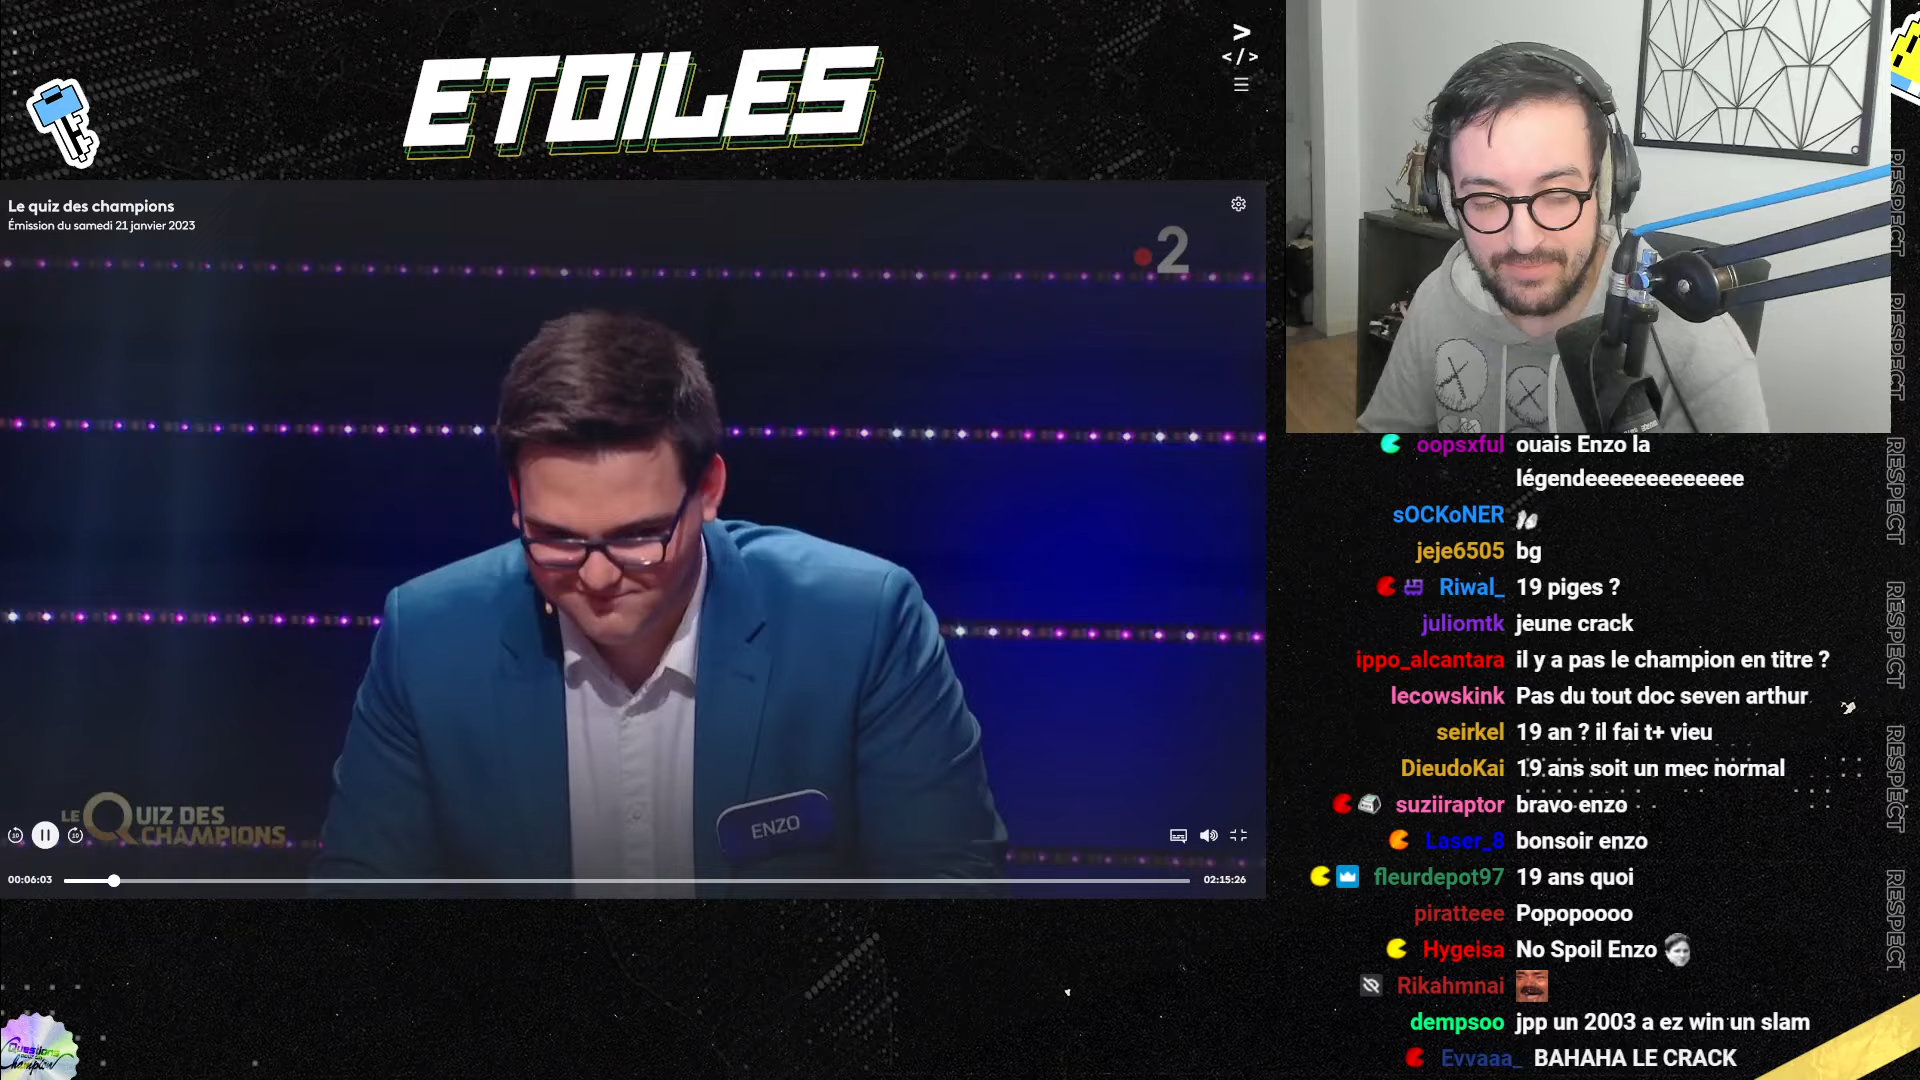 ETOILES
>
</>
Le quiz des champions
Émission du samedi 21 janvier 2023
2
LE QUIZ DES
CHAMPIONS
ENZO
00:06:03
02:15:26
oopsxful ouais Enzo la
légendeeeeeeeeeeeee
sOCKoNER
jeje6505 bg
Riwal_ 19 piges ?
juliomtk jeune crack
ippo_alcantara il y a pas le champion en titre ?
lecowskink Pas du tout doc seven arthur
seirkel 19 an ? il fai t+ vieu
DieudoKai 19 ans soit un mec normal
suziiraptor bravo enzo
Laser_8 bonsoir enzo
fleurdepot97 19 ans quoi
piratteee Popopoooo
Hygeisa No Spoil Enzo
Rikahmnai
dempsoo jpp un 2003 a ez win un slam
Evvaaa_ BAHAHA LE CRACK
RESPECT
RESPECT
RESPECT
RESPECT
RESPECT
RESPECT
Questions
Champion